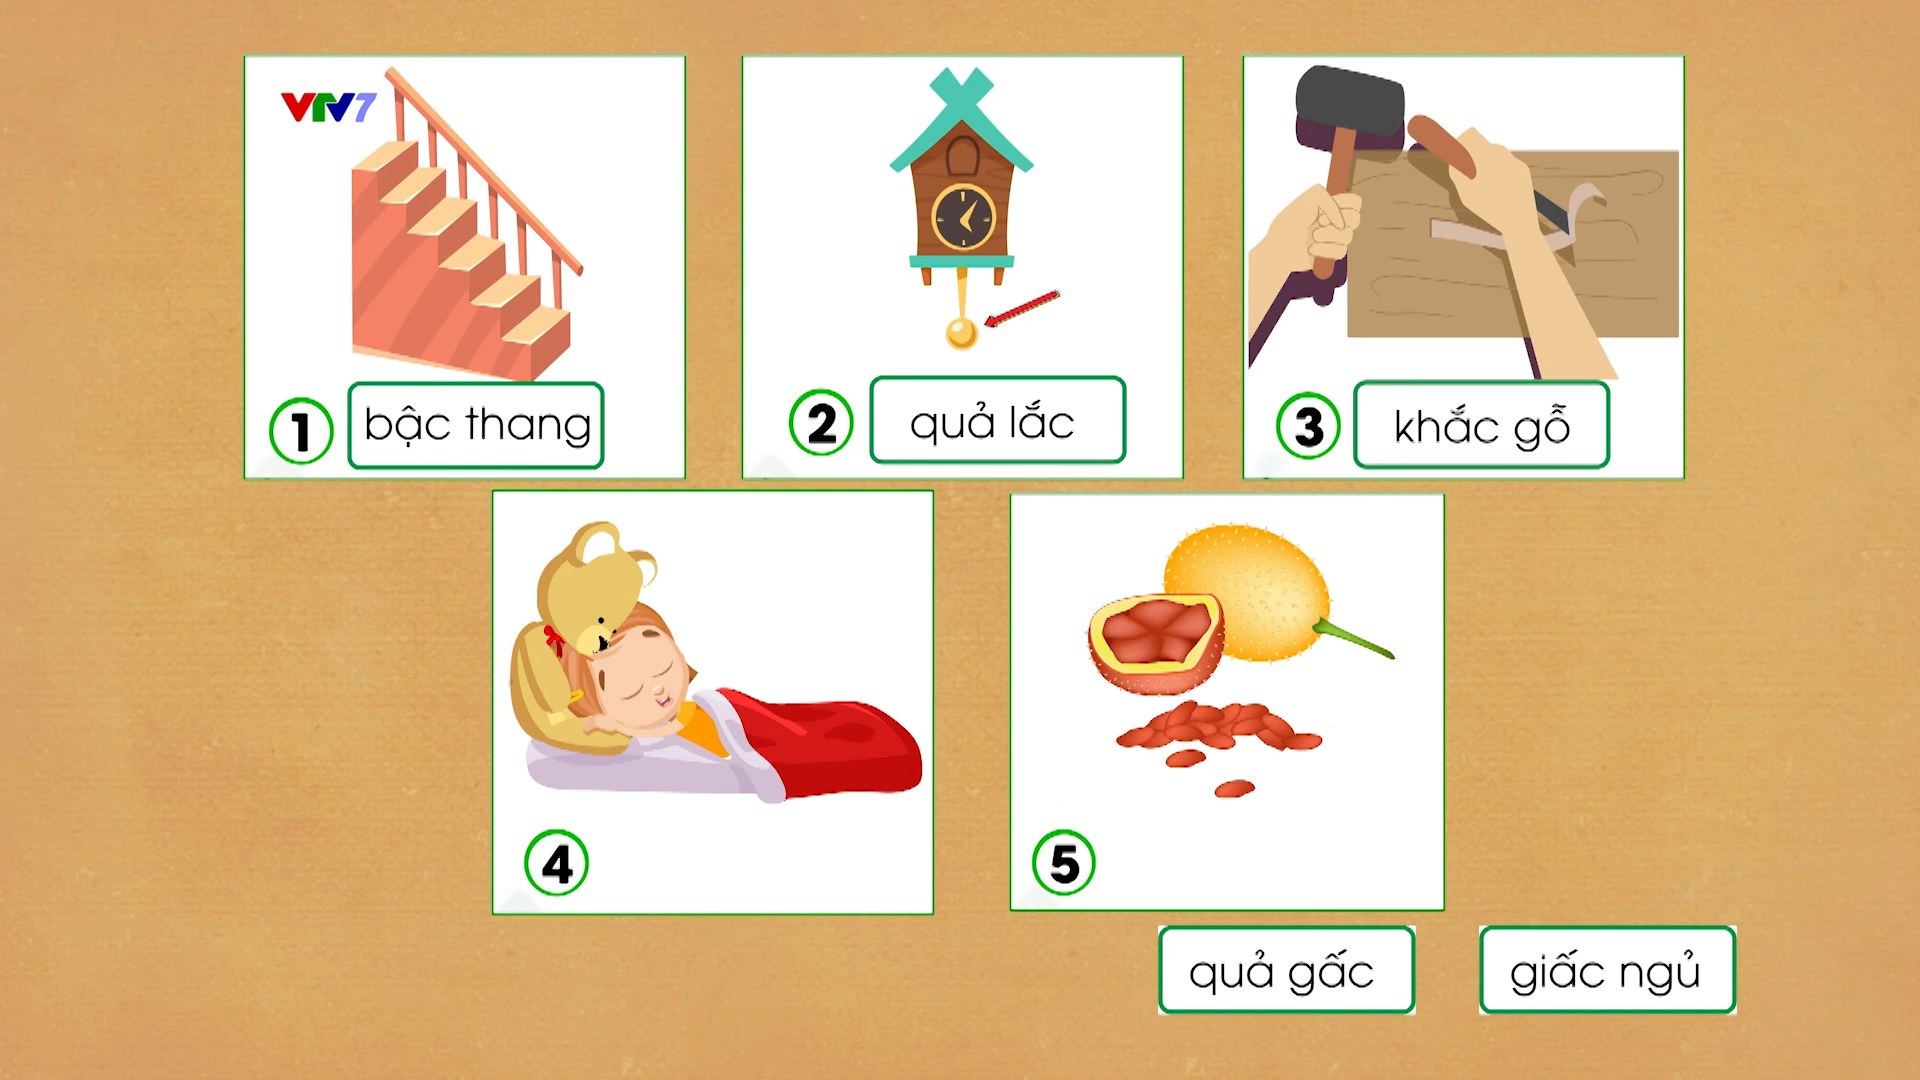 VTV7
1 bậc thang
2 quả lắc
3 khắc gỗ
4
5
quả gấc
giấc ngủ